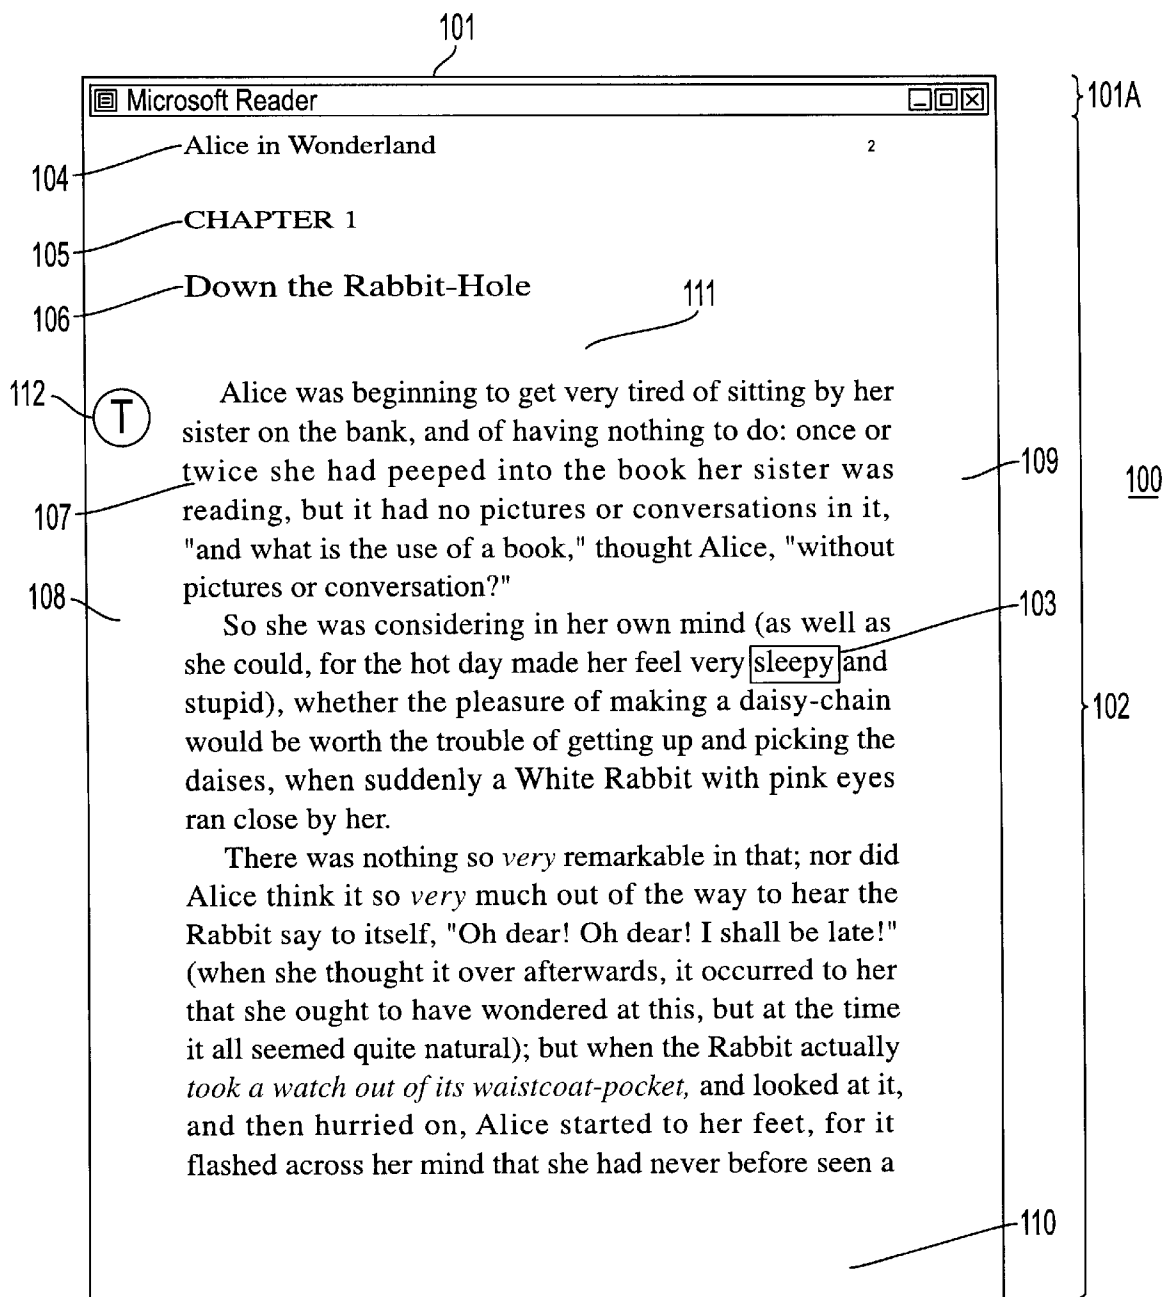 101
Microsoft Reader
101A
Alice in Wonderland 2
104
CHAPTER 1
105
Down the Rabbit-Hole
106
111
112
T
Alice was beginning to get very tired of sitting by her
sister on the bank, and of having nothing to do: once or
twice she had peeped into the book her sister was
109
100
107
reading, but it had no pictures or conversations in it,
"and what is the use of a book," thought Alice, "without
pictures or conversation?"
108
103
So she was considering in her own mind (as well as
she could, for the hot day made her feel very sleepy and
stupid), whether the pleasure of making a daisy-chain
102
would be worth the trouble of getting up and picking the
daises, when suddenly a White Rabbit with pink eyes
ran close by her.
There was nothing so very remarkable in that; nor did
Alice think it so very much out of the way to hear the
Rabbit say to itself, "Oh dear! Oh dear! I shall be late!"
(when she thought it over afterwards, it occurred to her
that she ought to have wondered at this, but at the time
it all seemed quite natural); but when the Rabbit actually
took a watch out of its waistcoat-pocket, and looked at it,
and then hurried on, Alice started to her feet, for it
flashed across her mind that she had never before seen a
110